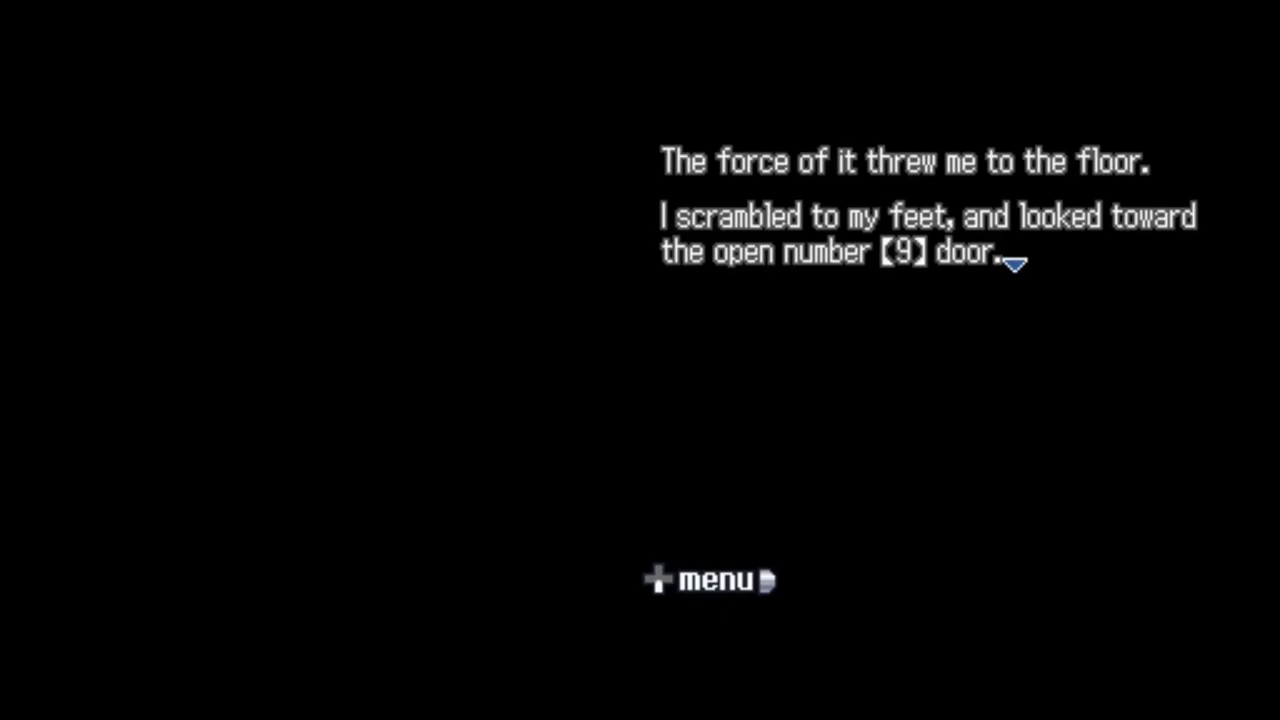 The force of it threw me to the floor.
I scrambled to my feet, and looked toward
the open number【9】door.
menu